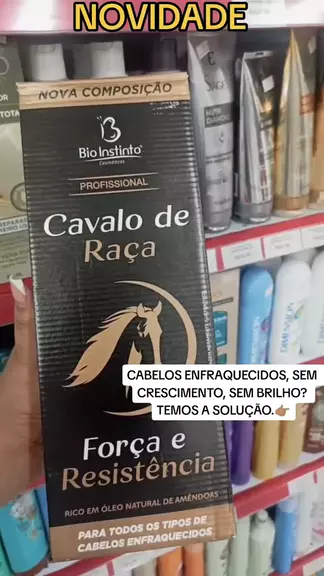 NOVIDADE
NOVA COMPOSIÇÃO
Bio Instinto
Cosméticos
PROFISSIONAL
Cavalo de
Raça
CABELOS ENFRAQUECIDOS, SEM
CRESCIMENTO, SEM BRILHO?
TEMOS A SOLUÇÃO.👉🏽
Força e
Resistência
RICO EM ÓLEO NATURAL DE AMÊNDOAS
PARA TODOS OS TIPOS DE
CABELOS ENFRAQUECIDOS
DIMENSION